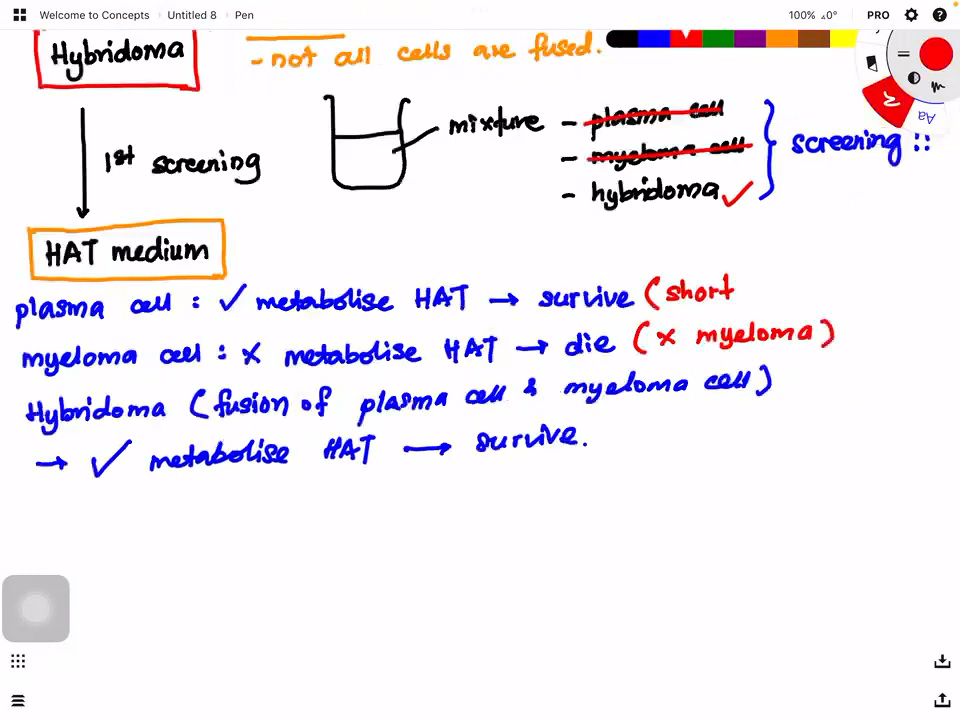 Welcome to Concepts > Untitled 8 > Pen
100% ⊿0° PRO
Hybridoma
- not all cells are fused.
1st screening
mixture
- plasma cell
- myeloma cell
- hybridoma ✓
screening ::
Aa
HAT medium
plasma cell : ✓ metabolise HAT → survive (short
myeloma cell : × metabolise HAT → die (× myeloma)
Hybridoma (fusion of plasma cell & myeloma cell)
→ ✓ metabolise HAT → survive.